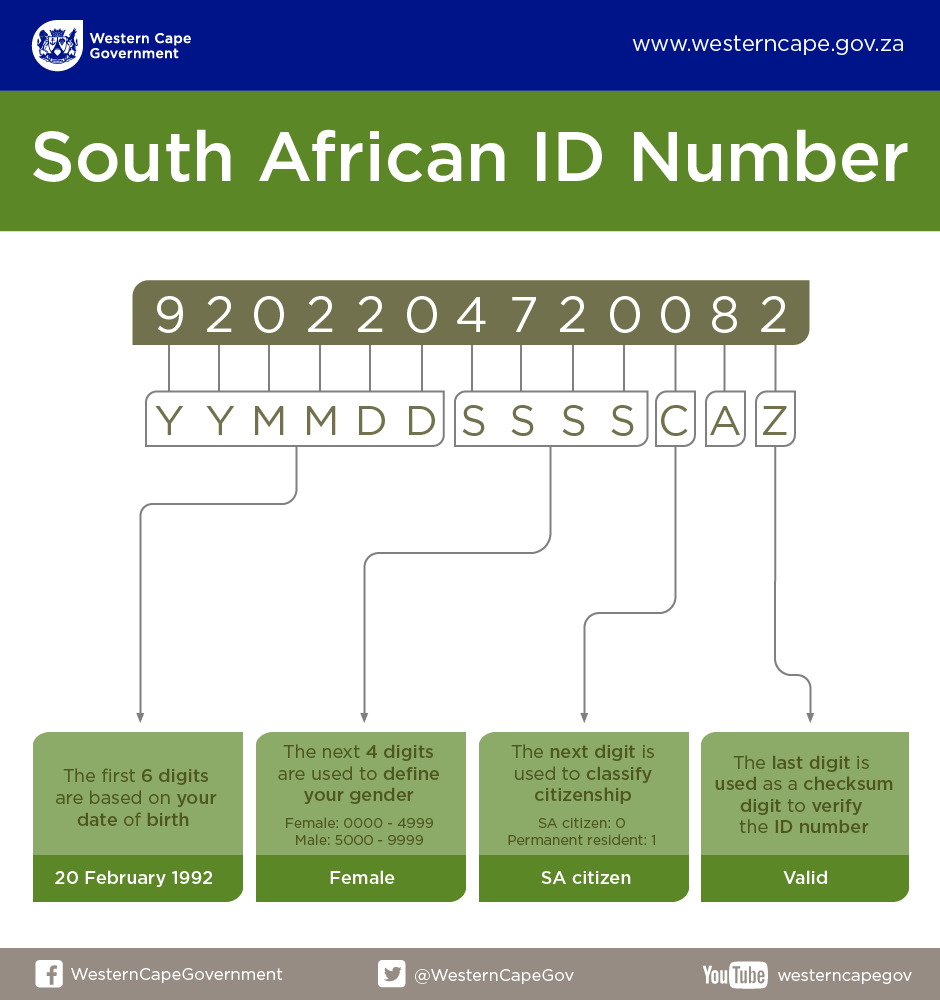 Western Cape
Government
www.westerncape.gov.za
South African ID Number
9 2 0 2 2 0 4 7 2 0 0 8 2
Y Y M M D D S S S S C A Z
The first 6 digits
are based on your
date of birth
20 February 1992
The next 4 digits
are used to define
your gender
Female: 0000 - 4999
Male: 5000 - 9999
Female
The next digit is
used to classify
citizenship
SA citizen: 0
Permanent resident: 1
SA citizen
The last digit is
used as a checksum
digit to verify
the ID number
Valid
WesternCapeGovernment
@WesternCapeGov
YouTube westerncapegov